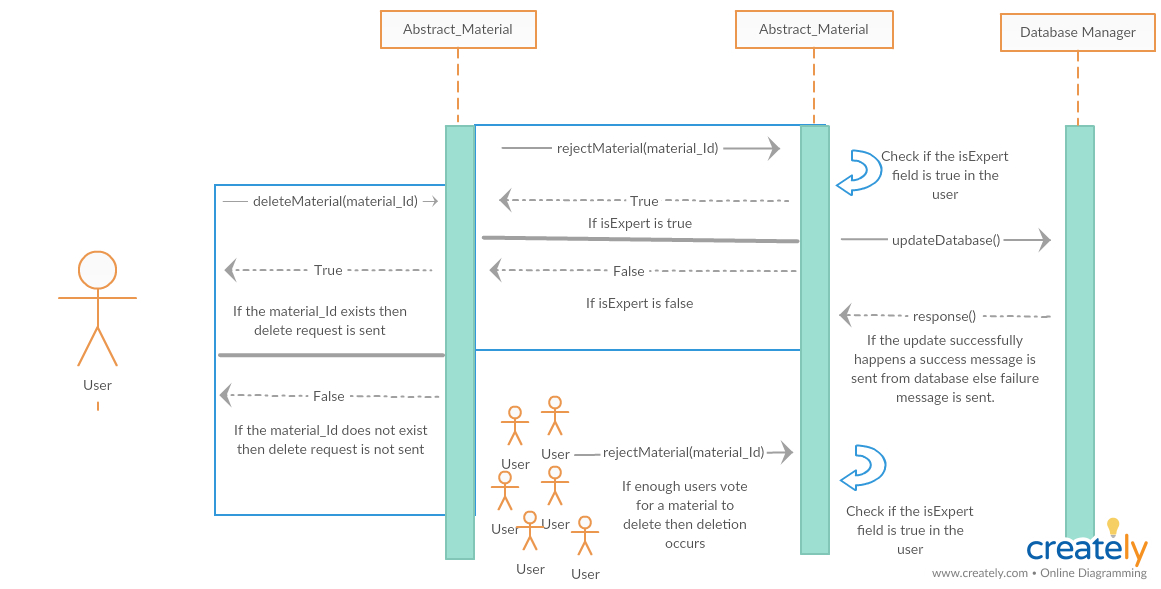 Abstract_Material
Abstract_Material
Database Manager
rejectMaterial(material_Id)
Check if the isExpert
field is true in the
user
deleteMaterial(material_Id)
True
If isExpert is true
updateDatabase()
True
False
If the material_Id exists then
delete request is sent
If isExpert is false
response()
If the update successfully
happens a success message is
sent from database else failure
message is sent.
User
False
If the material_Id does not exist
then delete request is not sent
User
User
rejectMaterial(material_Id)
If enough users vote
for a material to
delete then deletion
occurs
User
User
User
User
Check if the isExpert
field is true in the
user
creately
www.creately.com • Online Diagramming